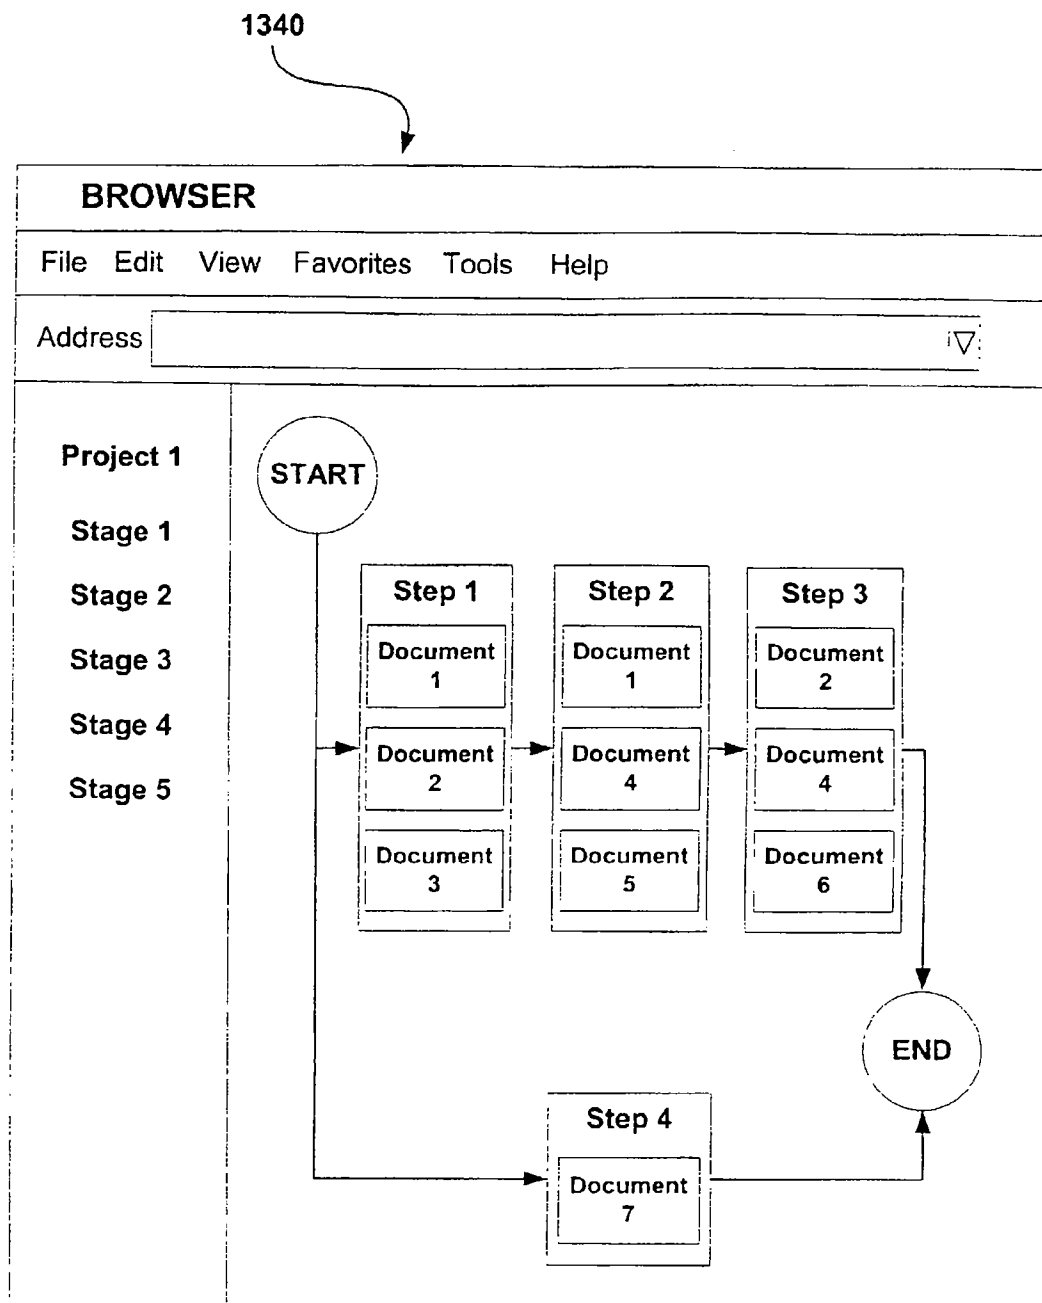 1340
BROWSER
File Edit View Favorites Tools Help
Address
Project 1
Stage 1
Stage 2
Stage 3
Stage 4
Stage 5
START
Step 1
Document
1
Document
2
Document
3
Step 2
Document
1
Document
4
Document
5
Step 3
Document
2
Document
4
Document
6
END
Step 4
Document
7